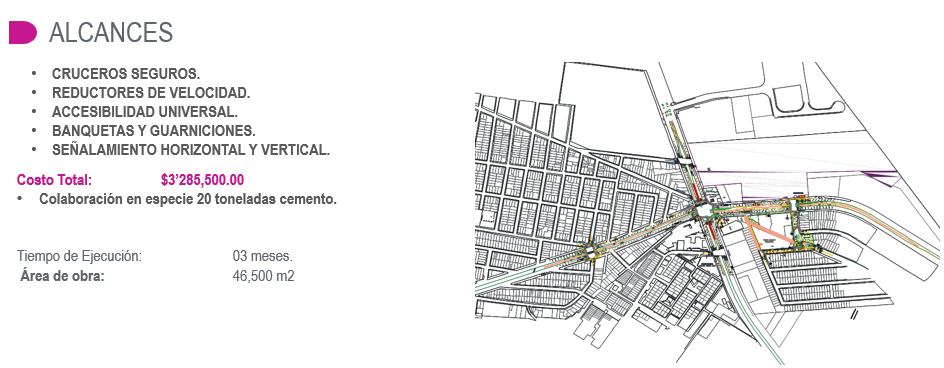 ALCANCES
• CRUCEROS SEGUROS.
• REDUCTORES DE VELOCIDAD.
• ACCESIBILIDAD UNIVERSAL.
• BANQUETAS Y GUARNICIONES.
• SEÑALAMIENTO HORIZONTAL Y VERTICAL.
Costo Total: $3’285,500.00
• Colaboración en especie 20 toneladas cemento.
Tiempo de Ejecución: 03 meses.
Área de obra: 46,500 m2